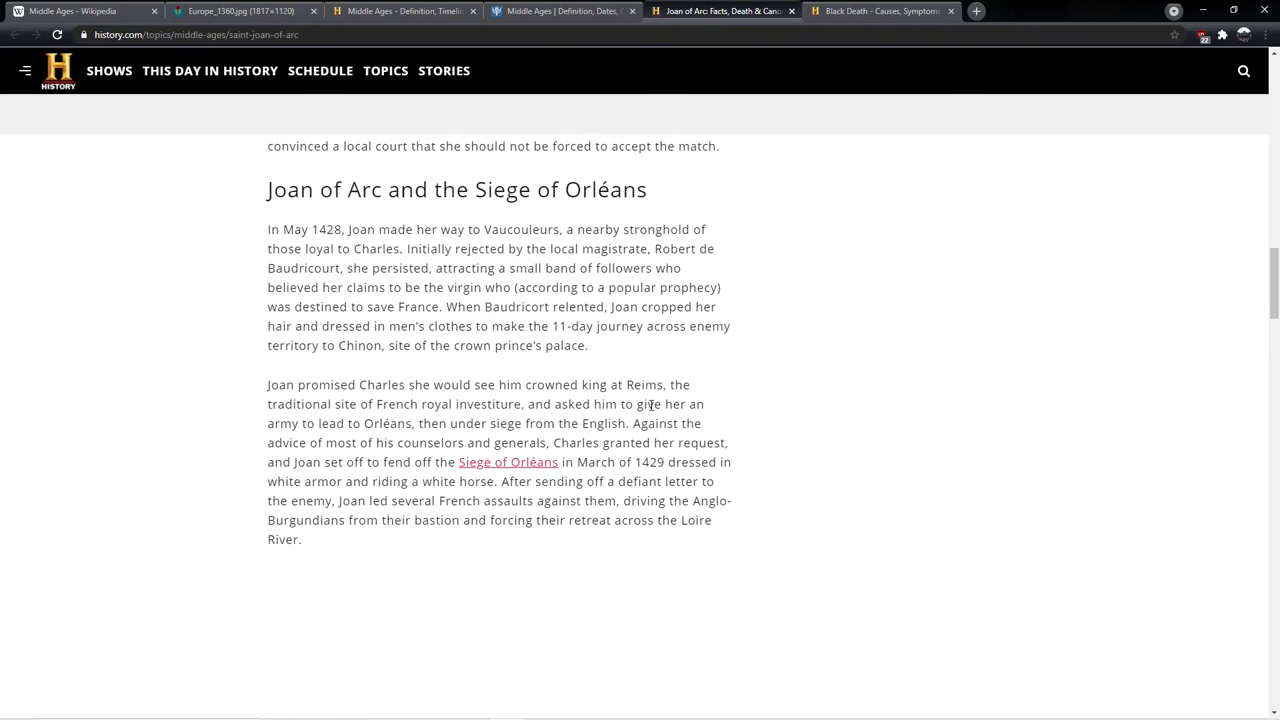 Middle Ages - Wikipedia
Europe_1360.jpg (1817×1120)
Middle Ages - Definition, Timelin
Middle Ages | Definition, Dates, C
Joan of Arc: Facts, Death & Cano
Black Death - Causes, Symptoms
history.com/topics/middle-ages/saint-joan-of-arc
22
HISTORY
SHOWS THIS DAY IN HISTORY SCHEDULE TOPICS STORIES
convinced a local court that she should not be forced to accept the match.
Joan of Arc and the Siege of Orléans
In May 1428, Joan made her way to Vaucouleurs, a nearby stronghold of
those loyal to Charles. Initially rejected by the local magistrate, Robert de
Baudricourt, she persisted, attracting a small band of followers who
believed her claims to be the virgin who (according to a popular prophecy)
was destined to save France. When Baudricort relented, Joan cropped her
hair and dressed in men’s clothes to make the 11-day journey across enemy
territory to Chinon, site of the crown prince’s palace.
Joan promised Charles she would see him crowned king at Reims, the
traditional site of French royal investiture, and asked him to give her an
army to lead to Orléans, then under siege from the English. Against the
advice of most of his counselors and generals, Charles granted her request,
and Joan set off to fend off the Siege of Orléans in March of 1429 dressed in
white armor and riding a white horse. After sending off a defiant letter to
the enemy, Joan led several French assaults against them, driving the Anglo-
Burgundians from their bastion and forcing their retreat across the Loire
River.